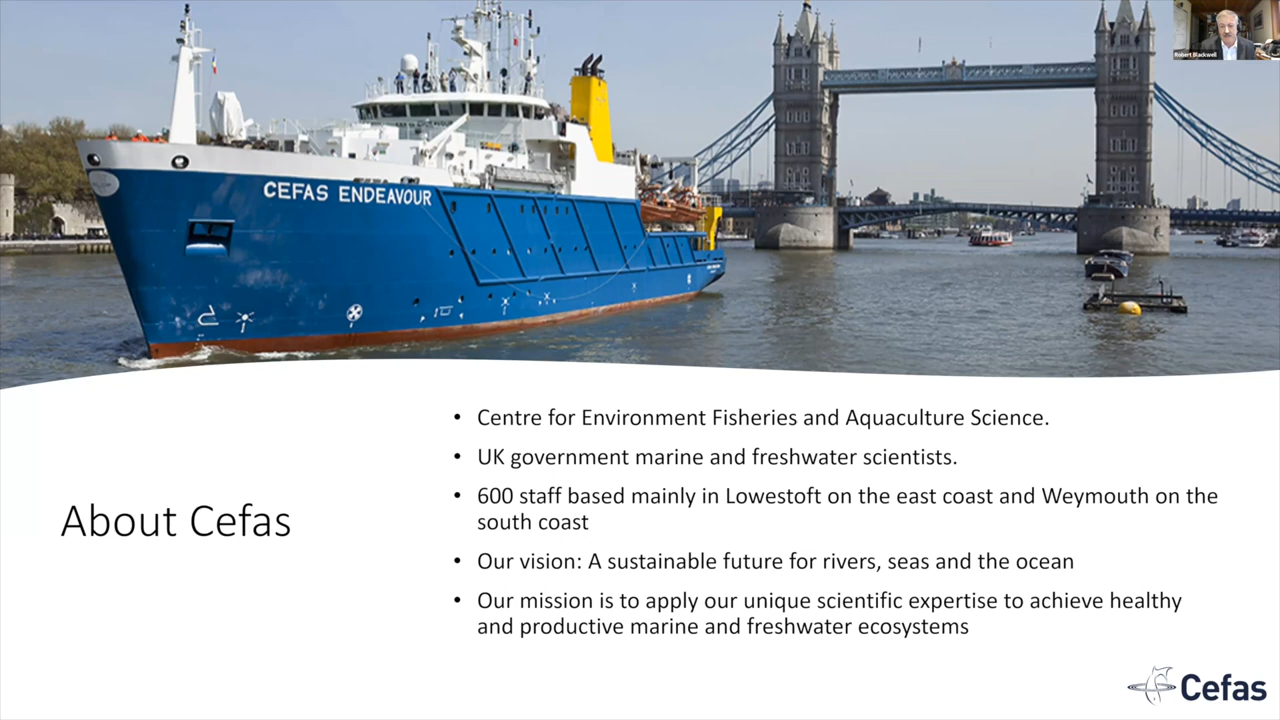 Robert Blackwell
CEFAS ENDEAVOUR
About Cefas
• Centre for Environment Fisheries and Aquaculture Science.
• UK government marine and freshwater scientists.
• 600 staff based mainly in Lowestoft on the east coast and Weymouth on the
south coast
• Our vision: A sustainable future for rivers, seas and the ocean
• Our mission is to apply our unique scientific expertise to achieve healthy
and productive marine and freshwater ecosystems
Cefas